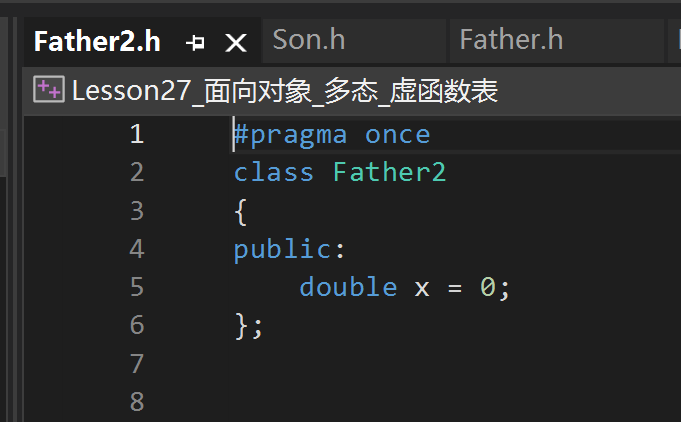 Father2.h Son.h Father.h
Lesson27_面向对象_多态_虚函数表
1 #pragma once
2 class Father2
3 {
4 public:
5 double x = 0;
6 };
7
8